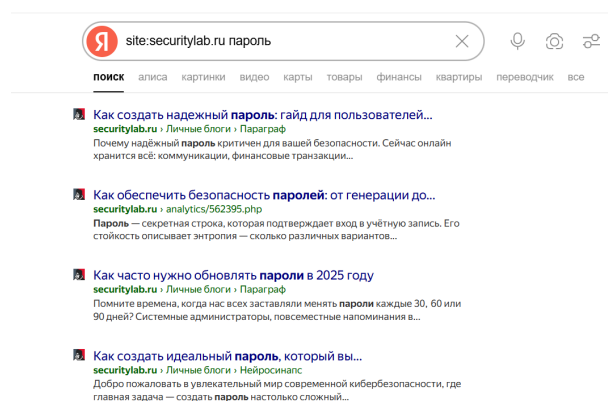 Я site:securitylab.ru пароль
поиск алиса картинки видео карты товары финансы квартиры переводчик все
Как создать надежный пароль: гайд для пользователей...
securitylab.ru › Личные блоги › Параграф
Почему надёжный пароль критичен для вашей безопасности. Сейчас онлайн
хранится всё: коммуникации, финансовые транзакции...
Как обеспечить безопасность паролей: от генерации до...
securitylab.ru › analytics/562395.php
Пароль — секретная строка, которая подтверждает вход в учётную запись. Его
стойкость описывает энтропия — сколько различных вариантов...
Как часто нужно обновлять пароли в 2025 году
securitylab.ru › Личные блоги › Параграф
Помните времена, когда нас всех заставляли менять пароли каждые 30, 60 или
90 дней? Системные администраторы, повсеместные напоминания в...
Как создать идеальный пароль, который вы...
securitylab.ru › Личные блоги › Нейросинапс
Добро пожаловать в увлекательный мир современной кибербезопасности, где
главная задача — создать пароль настолько сложный...